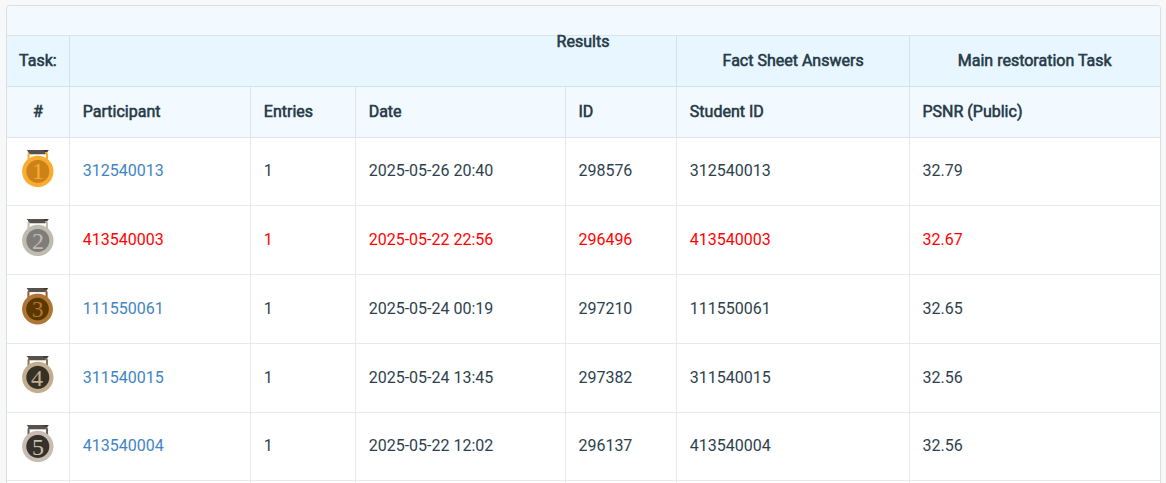 Results
Task: Fact Sheet Answers Main restoration Task
# Participant Entries Date ID Student ID PSNR (Public)
1 312540013 1 2025-05-26 20:40 298576 312540013 32.79
2 413540003 1 2025-05-22 22:56 296496 413540003 32.67
3 111550061 1 2025-05-24 00:19 297210 111550061 32.65
4 311540015 1 2025-05-24 13:45 297382 311540015 32.56
5 413540004 1 2025-05-22 12:02 296137 413540004 32.56